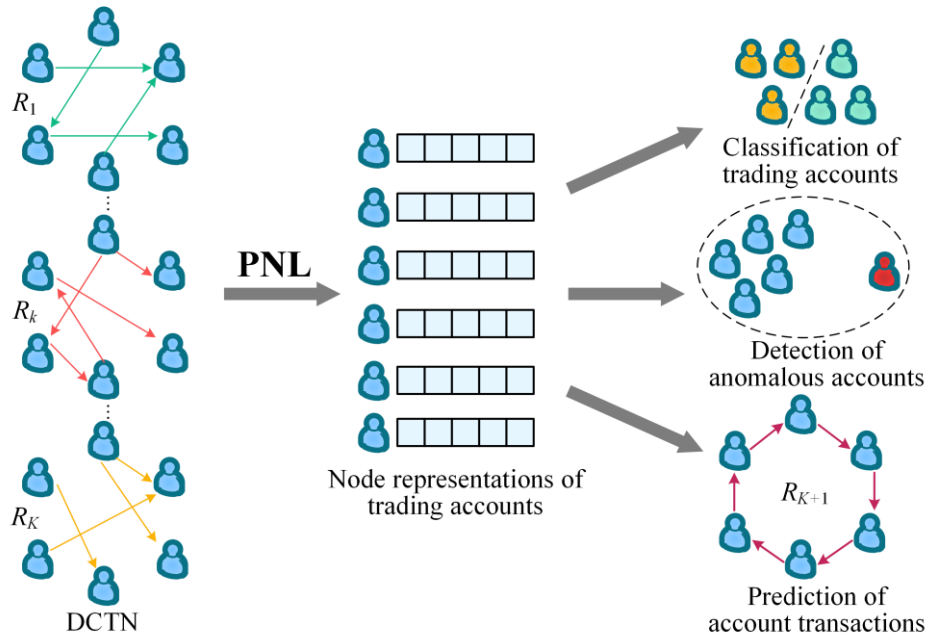 R1
Rk
RK
DCTN
PNL
Node representations of
trading accounts
Classification of
trading accounts
Detection of
anomalous accounts
RK+1
Prediction of
account transactions